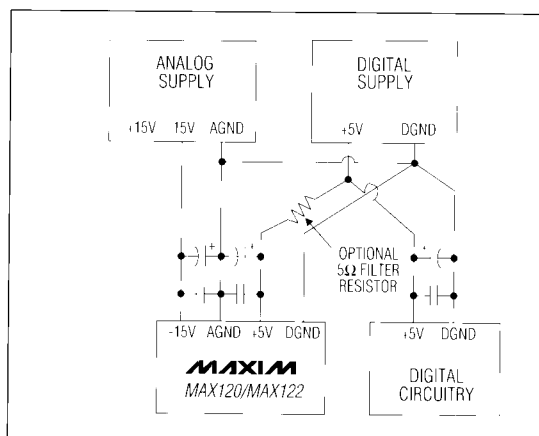 ANALOG
SUPPLY
DIGITAL
SUPPLY
+15V 15V AGND
+5V DGND
OPTIONAL
5Ω FILTER
RESISTOR
-15V AGND +5V DGND
MAXIM
MAX120/MAX122
+5V DGND
DIGITAL
CIRCUITRY